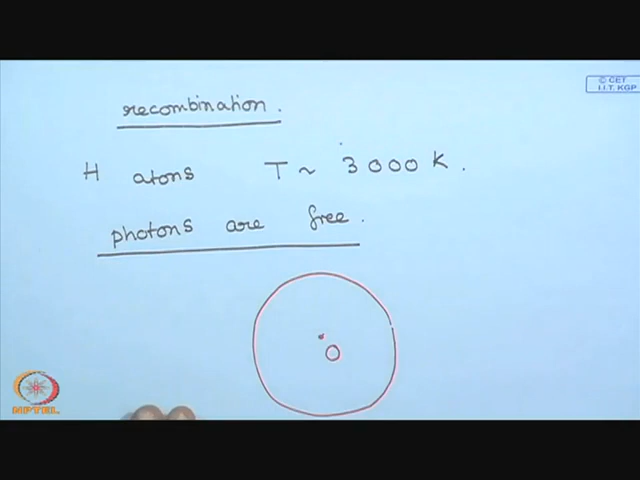 © CET
I.I.T. KGP
recombination.
H atoms T ~ 3000 K.
photons are free.
O
NPTEL